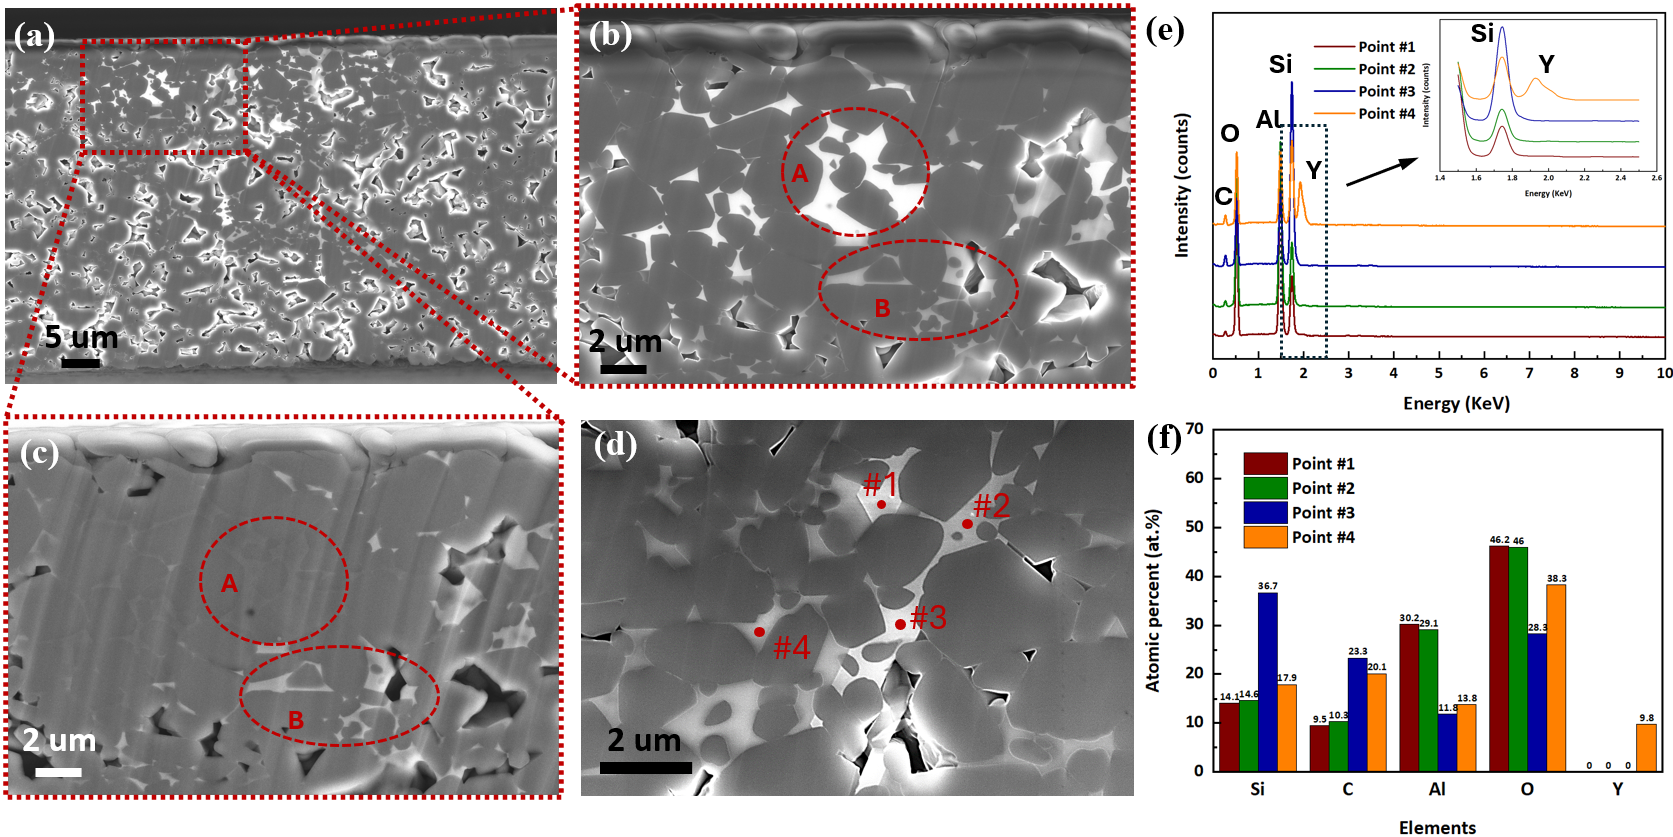 (a)
5 um
(b)
A
B
2 um
(c)
A
B
2 um
(d)
#1
#2
#3
#4
2 um
(e)
Point #1
Point #2
Point #3
Point #4
C
O
Al
Si
Y
Intensity (counts)
0 1 2 3 4 5 6 7 8 9 10
Energy (KeV)
Si
Y
Intensity (counts)
1.4 1.6 1.8 2.0 2.2 2.4 2.6
Energy (KeV)
(f)
Point #1
Point #2
Point #3
Point #4
Atomic percent (at.%)
70
60
50
40
30
20
10
0
14.1 14.6 36.7 17.9
9.5 10.3 23.3 20.1
30.2 29.1 11.8 13.8
46.2 46 28.3 38.3
0 0 0 9.8
Si C Al O Y
Elements